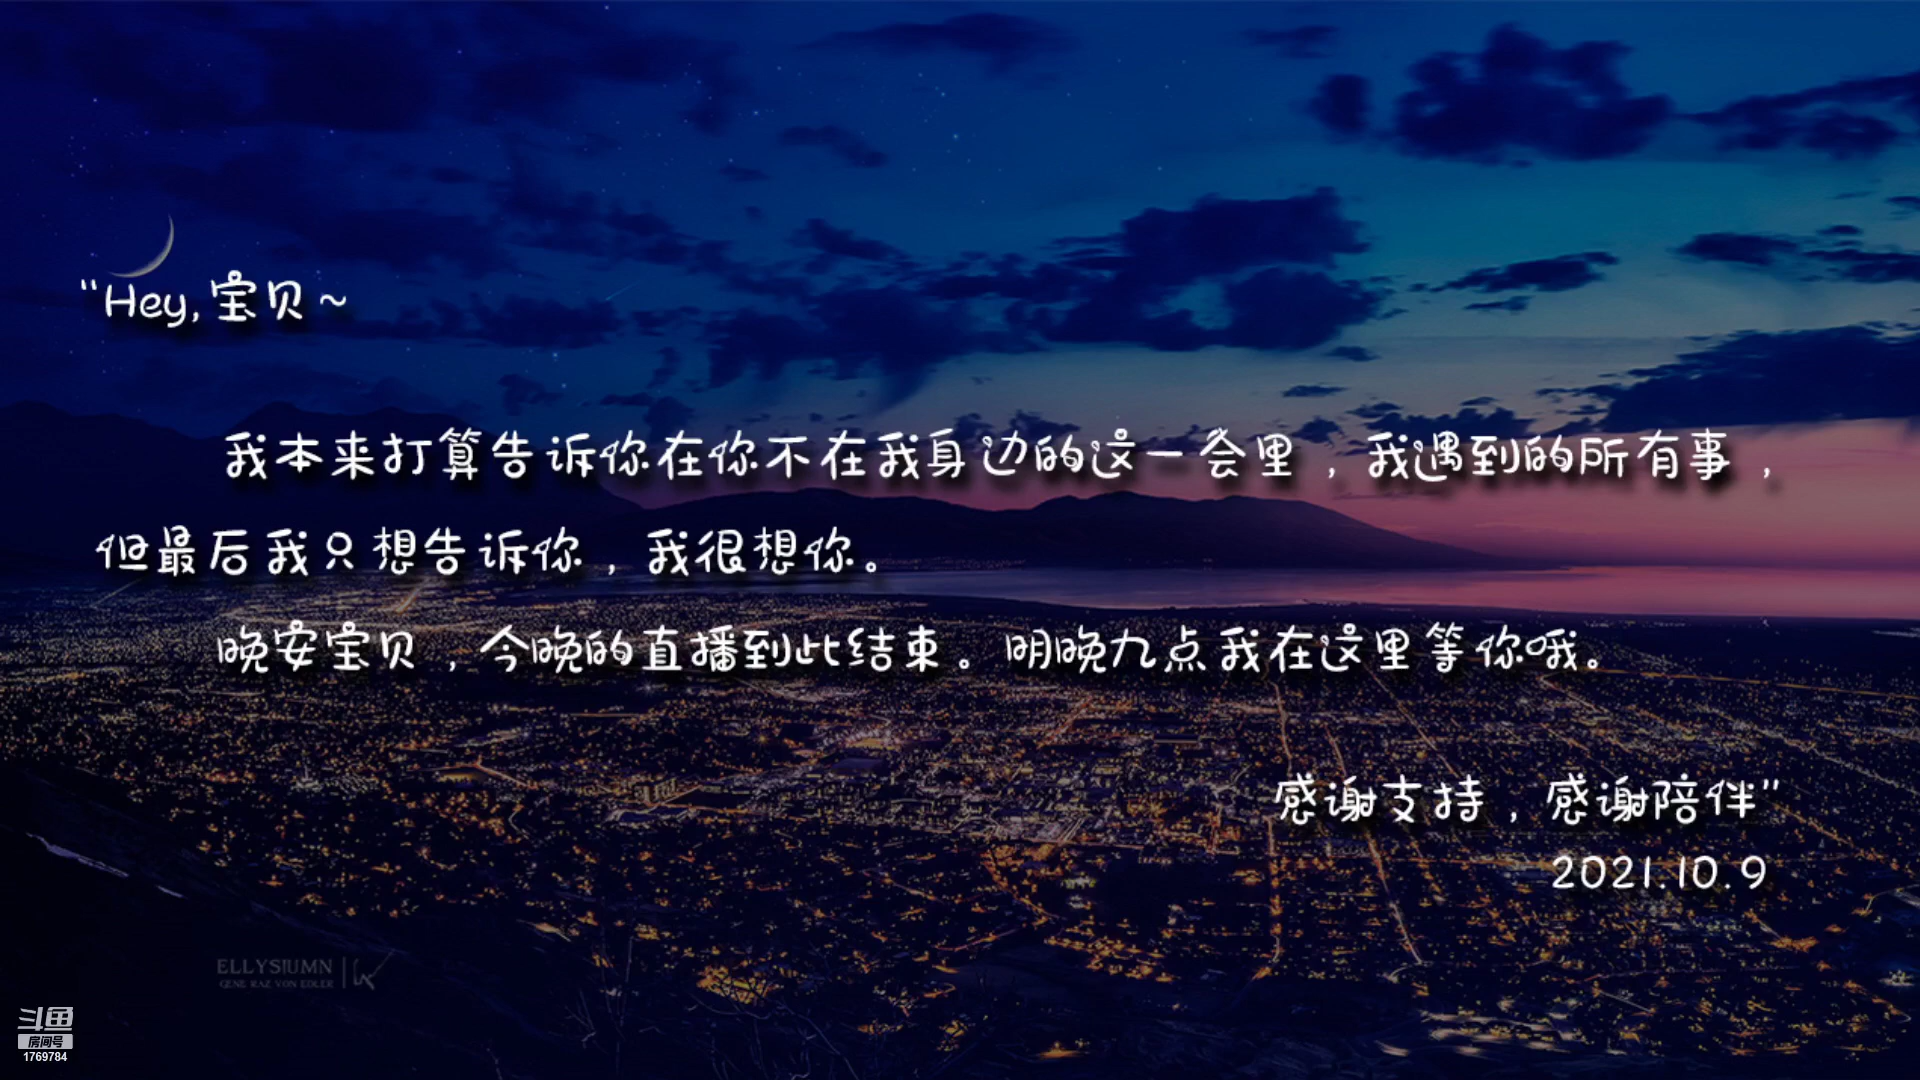 “Hey,宝贝~
我本来打算告诉你在你不在我身边的这一会里，我遇到的所有事，
但最后我只想告诉你，我很想你。
晚安宝贝，今晚的直播到此结束。明晚九点我在这里等你哦。
感谢支持，感谢陪伴”
2021.10.9
ELLYSIUMN
GENE RAZ VON EDLER
斗鱼
房间号
1769784